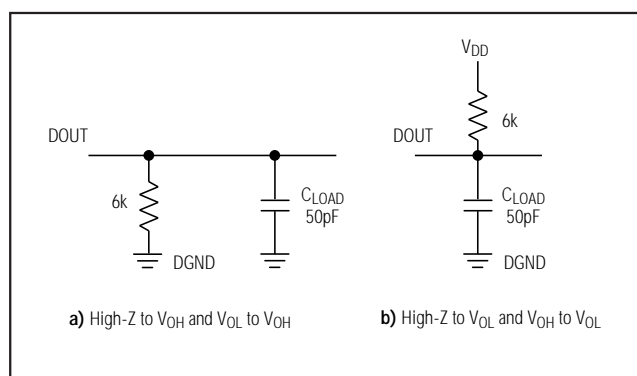 DOUT
6k
DGND
CLOAD
50pF
a) High-Z to VOH and VOL to VOH
VDD
6k
DOUT
CLOAD
50pF
DGND
b) High-Z to VOL and VOH to VOL